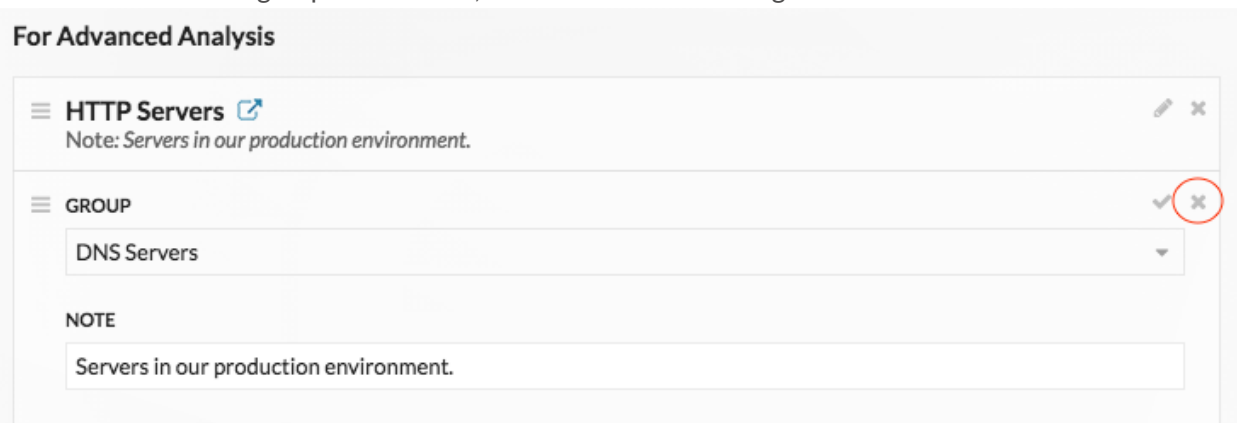 For Advanced Analysis
HTTP Servers
Note: Servers in our production environment.
GROUP
DNS Servers
NOTE
Servers in our production environment.